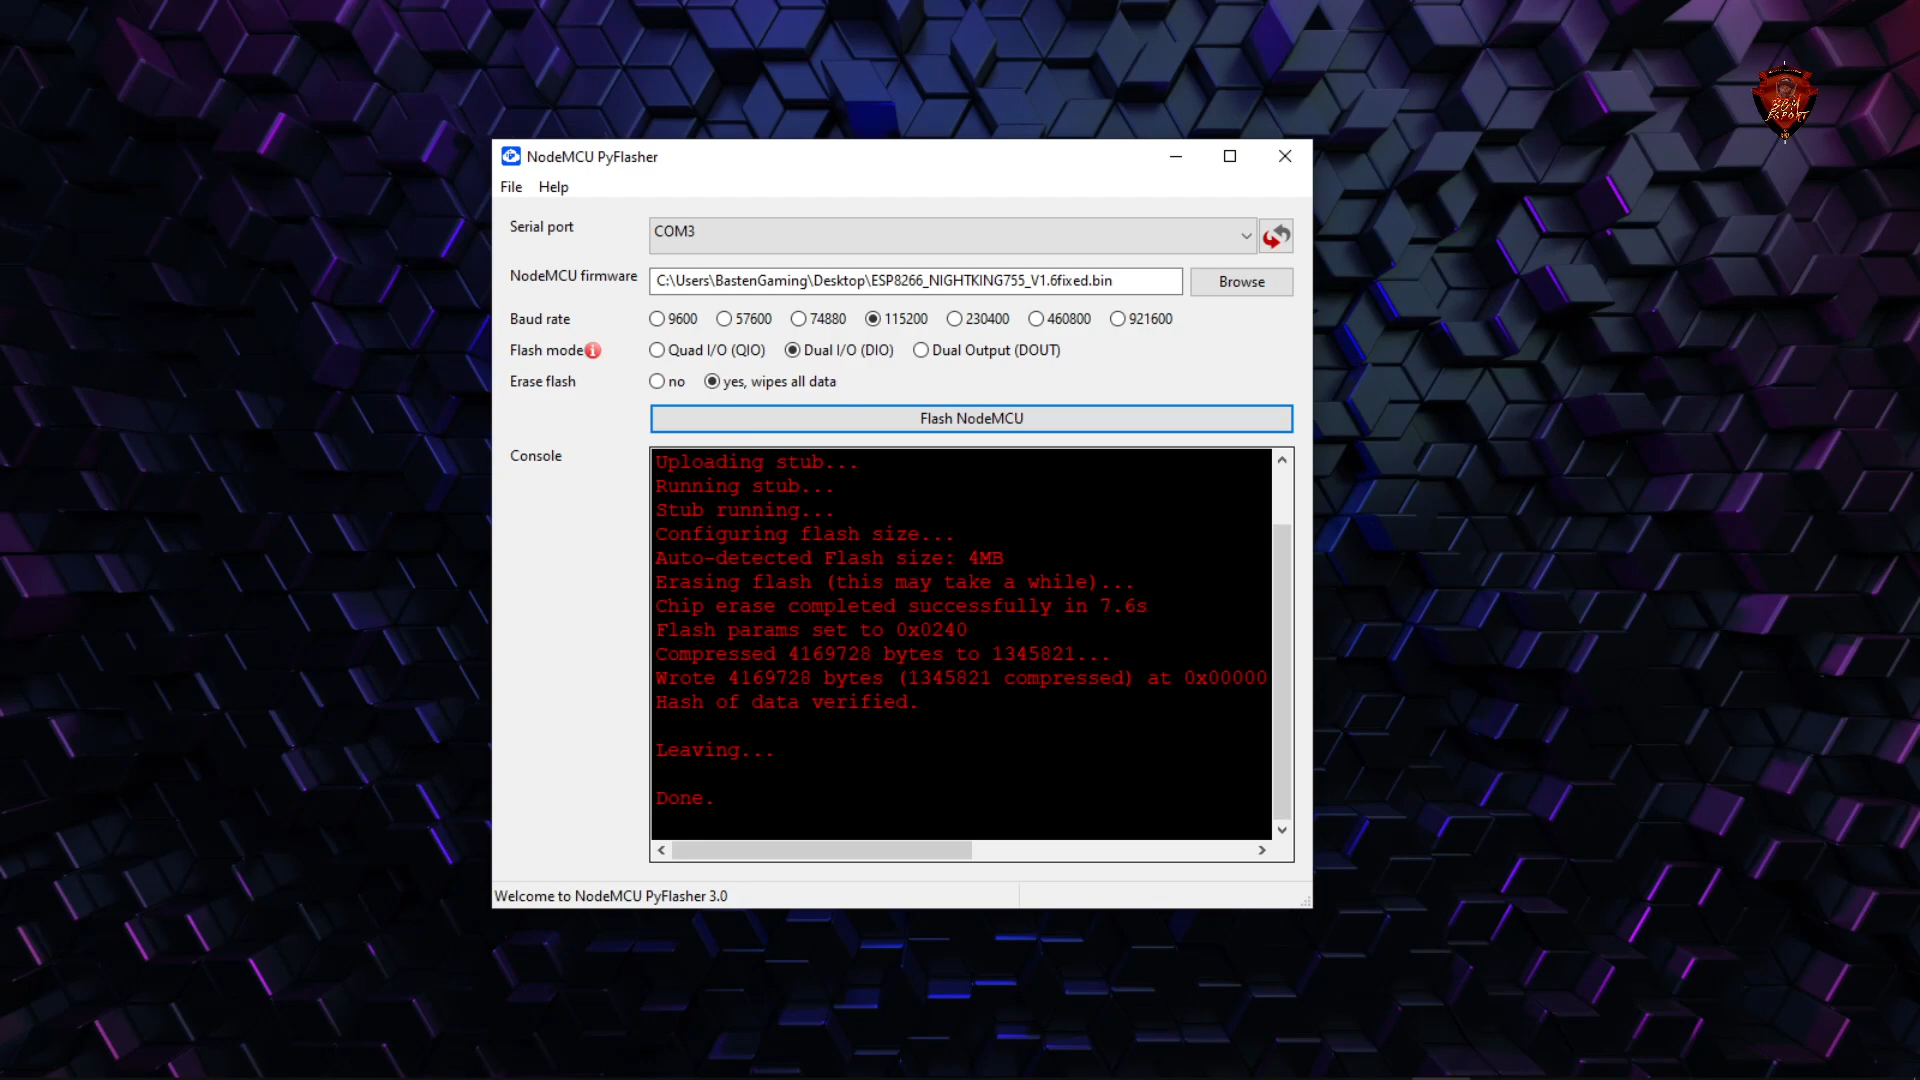 NodeMCU PyFlasher
File Help
Serial port COM3
NodeMCU firmware C:\Users\BastenGaming\Desktop\ESP8266_NIGHTKING755_V1.6fixed.bin Browse
Baud rate 9600 57600 74880 115200 230400 460800 921600
Flash mode Quad I/O (QIO) Dual I/O (DIO) Dual Output (DOUT)
Erase flash no yes, wipes all data
Flash NodeMCU
Console
Uploading stub...
Running stub...
Stub running...
Configuring flash size...
Auto-detected Flash size: 4MB
Erasing flash (this may take a while)...
Chip erase completed successfully in 7.6s
Flash params set to 0x0240
Compressed 4169728 bytes to 1345821...
Wrote 4169728 bytes (1345821 compressed) at 0x00000
Hash of data verified.
Leaving...
Done.
Welcome to NodeMCU PyFlasher 3.0